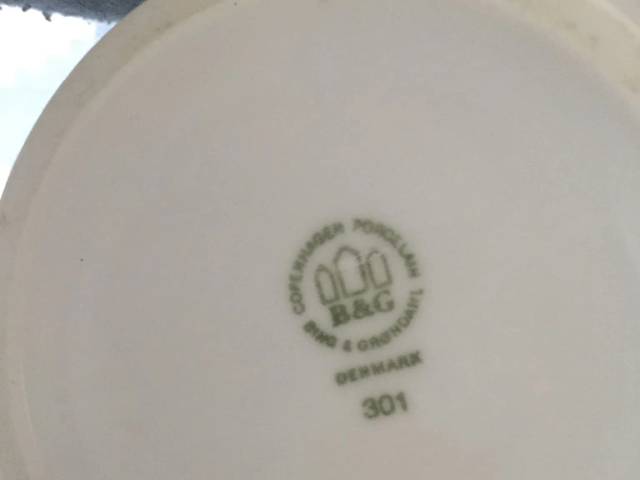 COPENHAGEN PORCELAIN
B&G
BING & GRØNDAHL
DENMARK
301